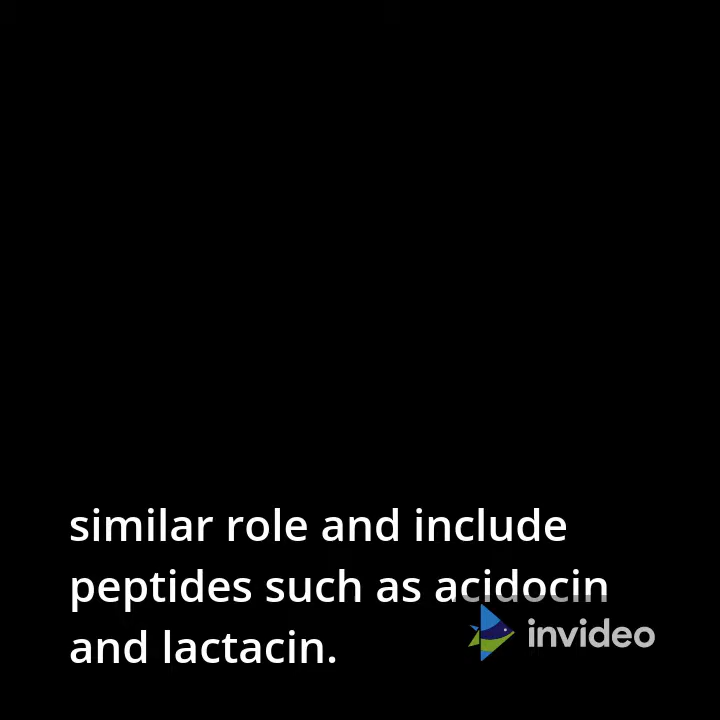 similar role and include
peptides such as acidocin
and lactacin.
invideo